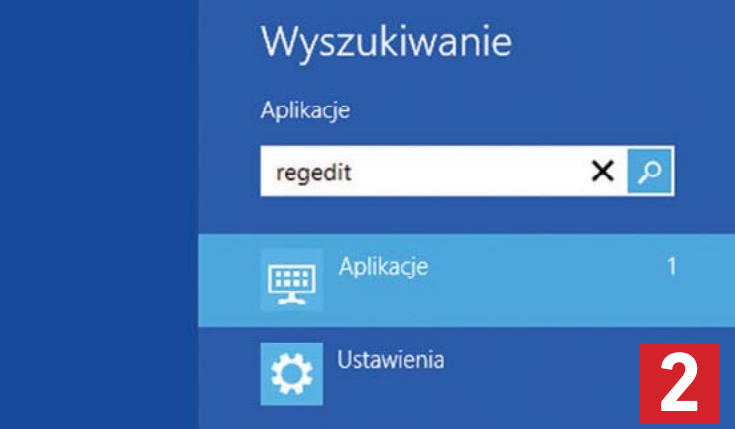 Wyszukiwanie
Aplikacje
regedit
Aplikacje 1
Ustawienia
2